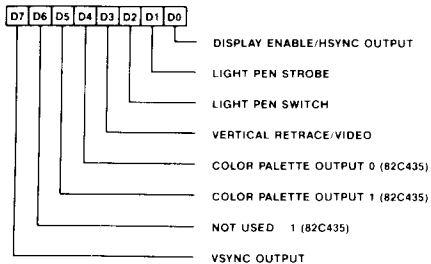 D7 D6 D5 D4 D3 D2 D1 D0
DISPLAY ENABLE/HSYNC OUTPUT
LIGHT PEN STROBE
LIGHT PEN SWITCH
VERTICAL RETRACE/VIDEO
COLOR PALETTE OUTPUT 0 (82C435)
COLOR PALETTE OUTPUT 1 (82C435)
NOT USED 1 (82C435)
VSYNC OUTPUT